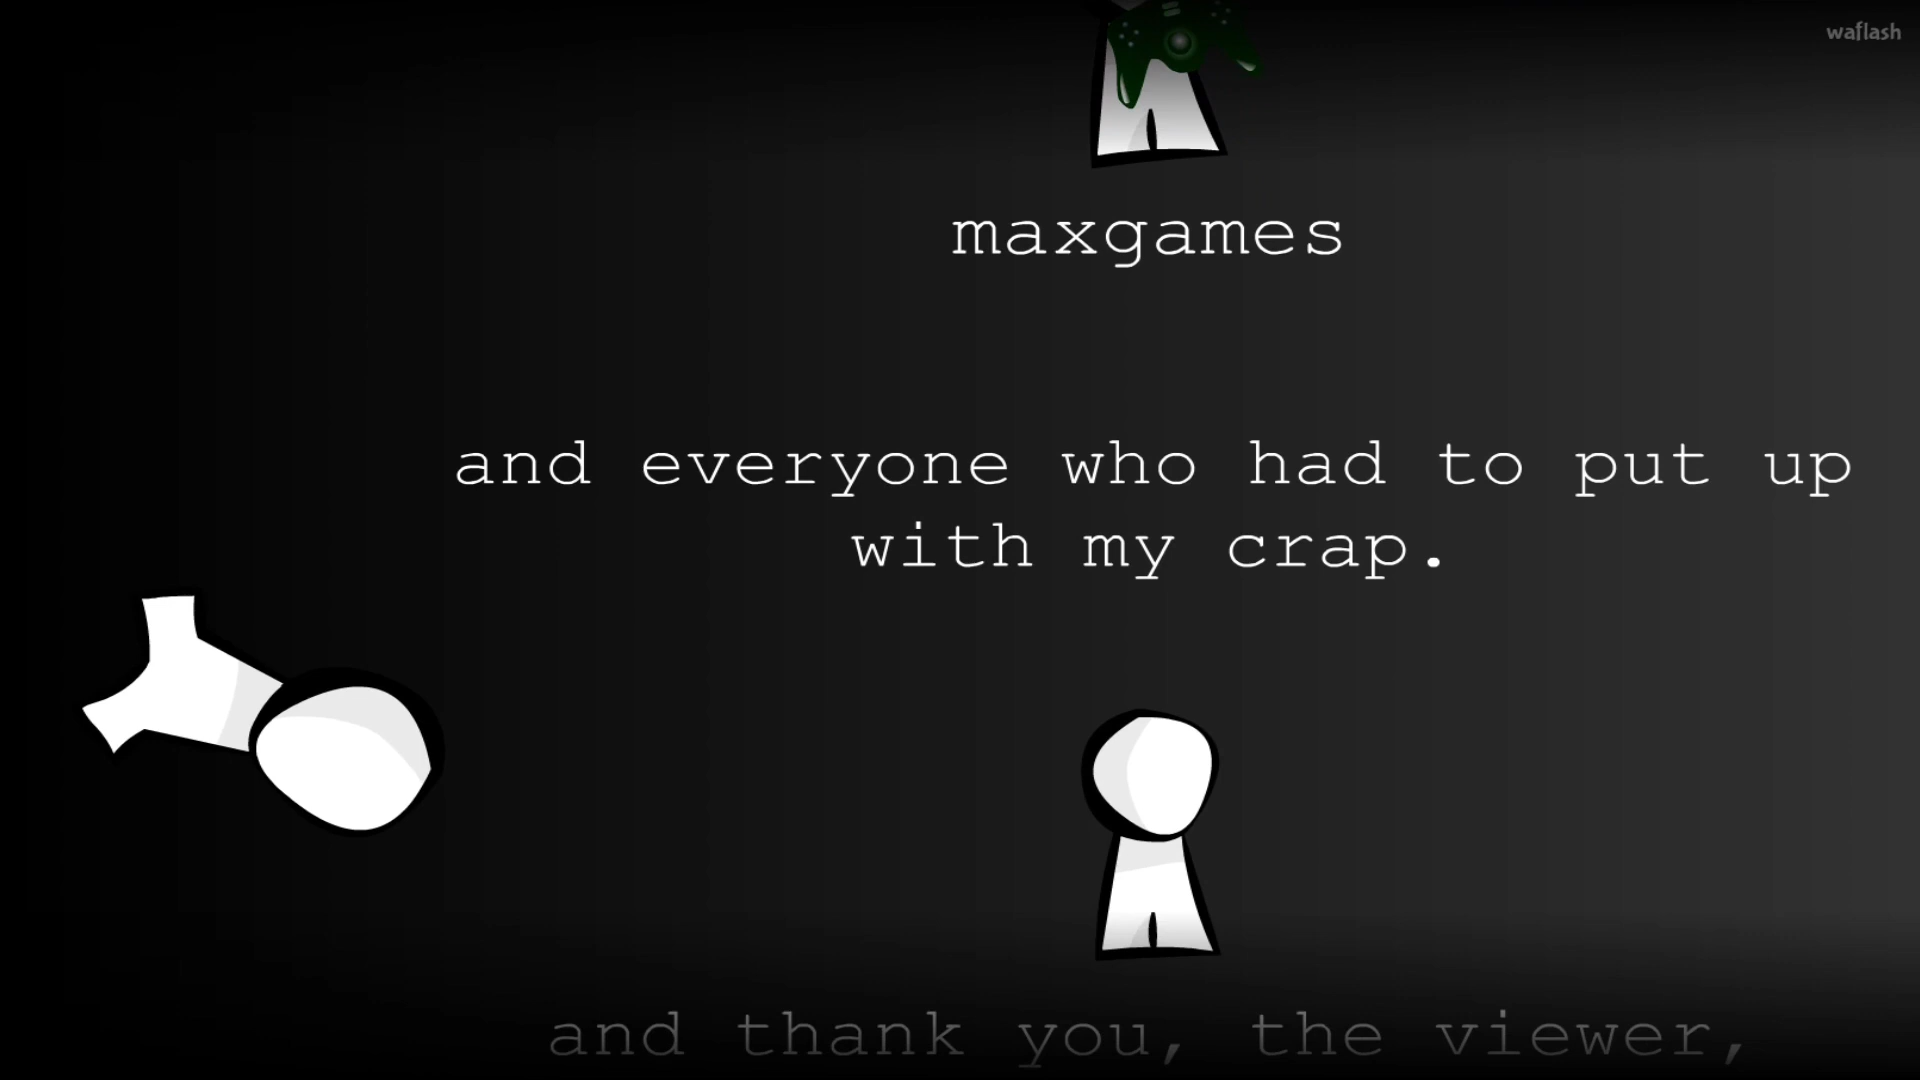 waflash
maxgames
and everyone who had to put up
with my crap.
and thank you, the viewer,